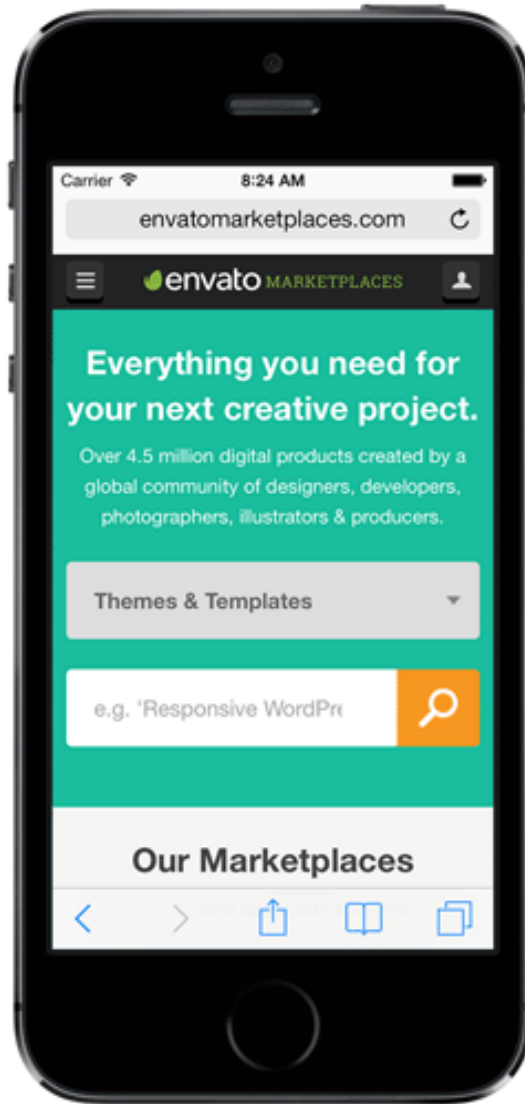 Carrier 8:24 AM
envatomarketplaces.com
envato MARKETPLACES
Everything you need for
your next creative project.
Over 4.5 million digital products created by a
global community of designers, developers,
photographers, illustrators & producers.
Themes & Templates
e.g. 'Responsive WordPre
Our Marketplaces